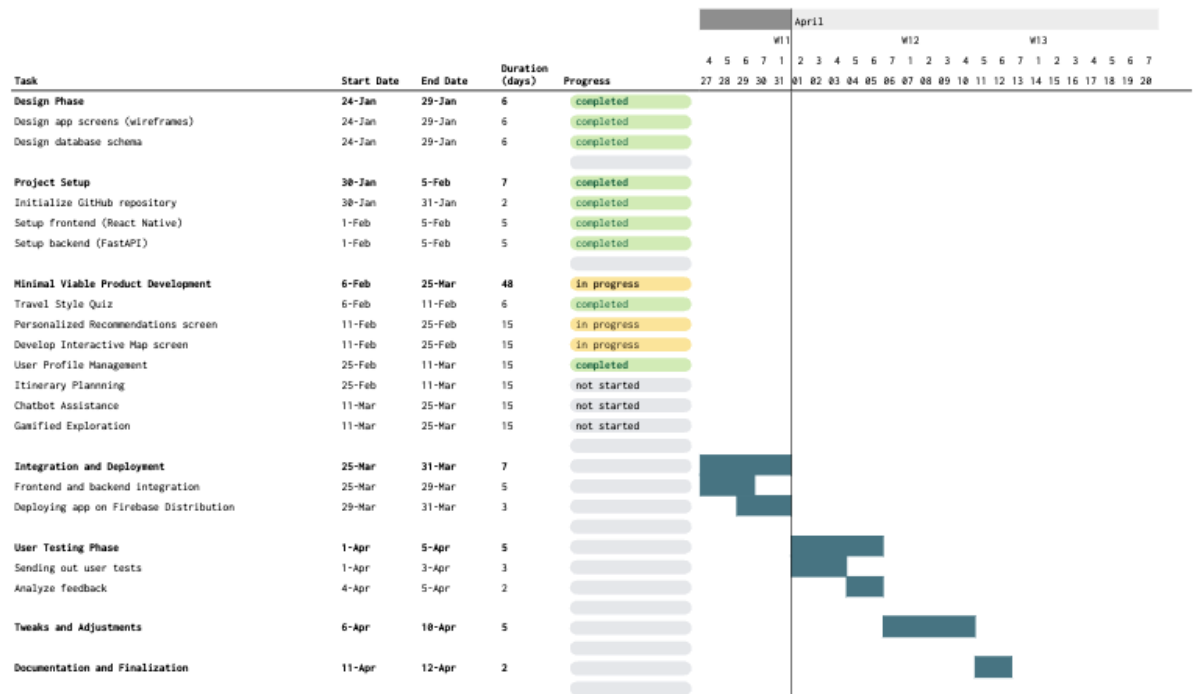 April
W11 W12 W13
4 5 6 7 1 2 3 4 5 6 7 1 2 3 4 5 6 7 1 2 3 4 5 6 7
Task Start Date End Date Duration (days) Progress 27 28 29 30 31 01 02 03 04 05 06 07 08 09 10 11 12 13 14 15 16 17 18 19 20
Design Phase 24-Jan 29-Jan 6 completed
Design app screens (wireframes) 24-Jan 29-Jan 6 completed
Design database schema 24-Jan 29-Jan 6 completed
Project Setup 30-Jan 5-Feb 7 completed
Initialize GitHub repository 30-Jan 31-Jan 2 completed
Setup frontend (React Native) 1-Feb 5-Feb 5 completed
Setup backend (FastAPI) 1-Feb 5-Feb 5 completed
Minimal Viable Product Development 6-Feb 25-Mar 48 in progress
Travel Style Quiz 6-Feb 11-Feb 6 completed
Personalized Recommendations screen 11-Feb 25-Feb 15 in progress
Develop Interactive Map screen 11-Feb 25-Feb 15 in progress
User Profile Management 25-Feb 11-Mar 15 completed
Itinerary Plannning 25-Feb 11-Mar 15 not started
Chatbot Assistance 11-Mar 25-Mar 15 not started
Gamified Exploration 11-Mar 25-Mar 15 not started
Integration and Deployment 25-Mar 31-Mar 7
Frontend and backend integration 25-Mar 29-Mar 5
Deploying app on Firebase Distribution 29-Mar 31-Mar 3
User Testing Phase 1-Apr 5-Apr 5
Sending out user tests 1-Apr 3-Apr 3
Analyze feedback 4-Apr 5-Apr 2
Tweaks and Adjustments 6-Apr 10-Apr 5
Documentation and Finalization 11-Apr 12-Apr 2